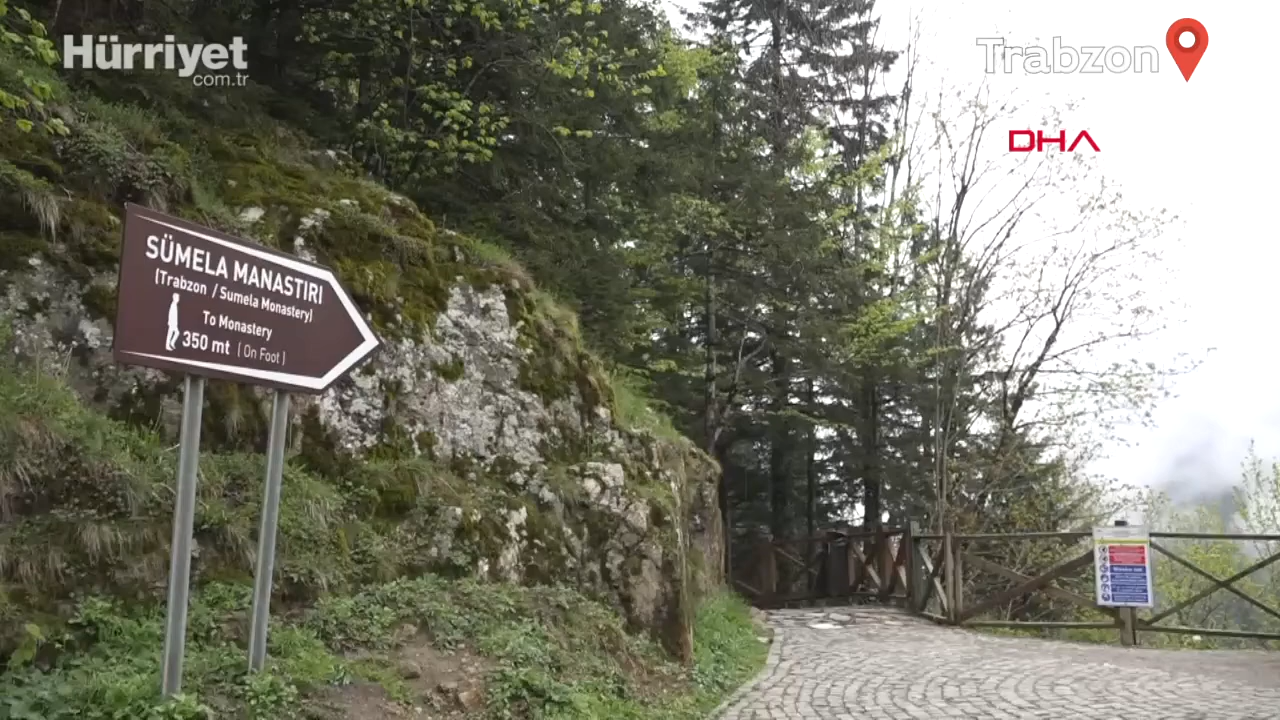 Hürriyet
com.tr
Trabzon
DHA
SÜMELA MANASTIRI
(Trabzon / Sumela Monastery)
To Monastery
350 mt (On Foot)